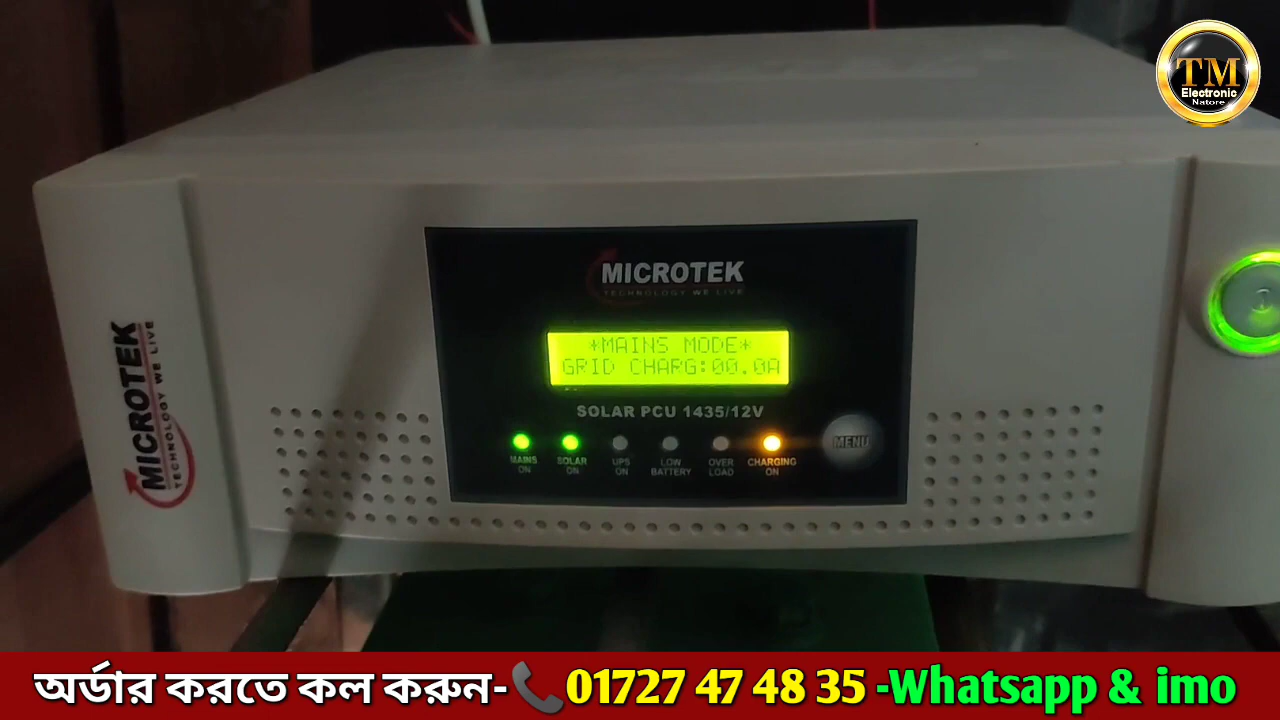 TM
Electronic
Natore
MICROTEK
TECHNOLOGY WE LIVE
MICROTEK
TECHNOLOGY WE LIVE
*MAINS MODE*
GRID CHARG:00.0A
SOLAR PCU 1435/12V
MAINS ON
SOLAR ON
UPS ON
LOW BATTERY
OVER LOAD
CHARGING ON
MENU
অর্ডার করতে কল করুন-📞01727 47 48 35 -Whatsapp & imo